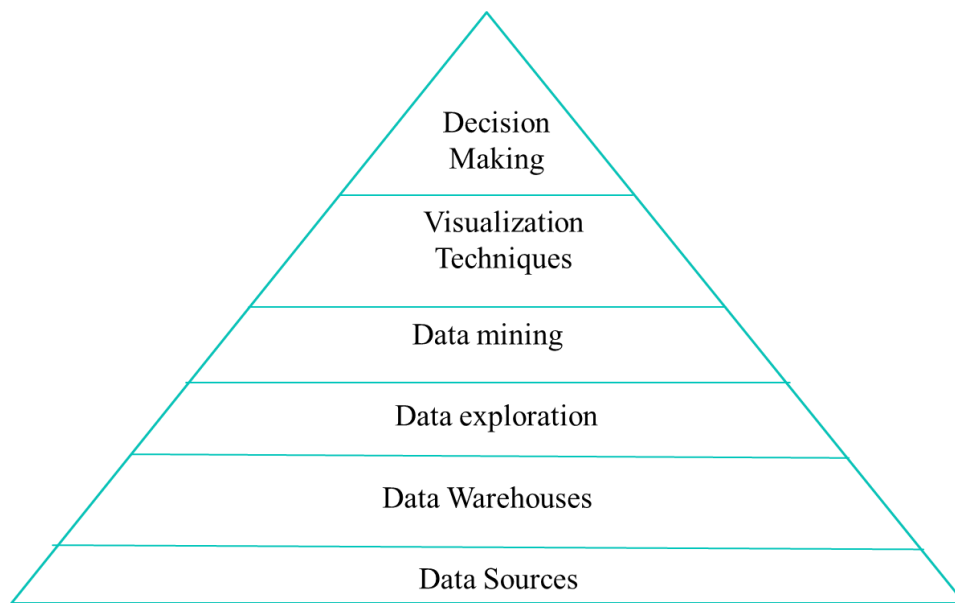 Decision
Making
Visualization
Techniques
Data mining
Data exploration
Data Warehouses
Data Sources